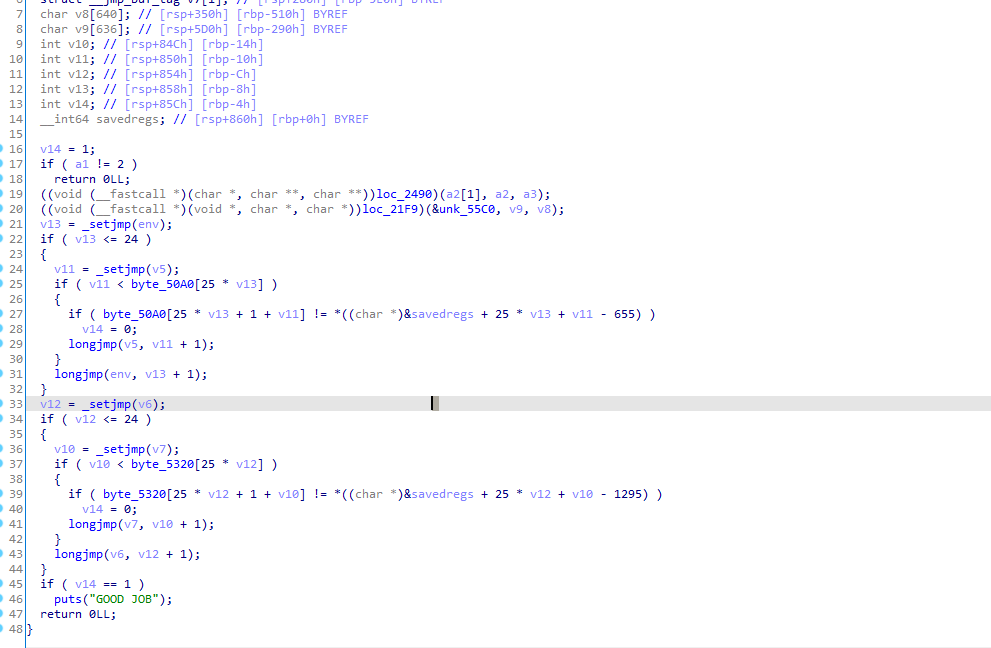 7 char v8[640]; // [rsp+350h] [rbp-510h] BYREF
8 char v9[636]; // [rsp+5D0h] [rbp-290h] BYREF
9 int v10; // [rsp+84Ch] [rbp-14h]
10 int v11; // [rsp+850h] [rbp-10h]
11 int v12; // [rsp+854h] [rbp-Ch]
12 int v13; // [rsp+858h] [rbp-8h]
13 int v14; // [rsp+85Ch] [rbp-4h]
14 __int64 savedregs; // [rsp+860h] [rbp+0h] BYREF
15
16 v14 = 1;
17 if ( a1 != 2 )
18 return 0LL;
19 ((void (__fastcall *)(char *, char **, char **))loc_2490)(a2[1], a2, a3);
20 ((void (__fastcall *)(void *, char *, char *))loc_21F9)(&unk_55C0, v9, v8);
21 v13 = _setjmp(env);
22 if ( v13 <= 24 )
23 {
24 v11 = _setjmp(v5);
25 if ( v11 < byte_50A0[25 * v13] )
26 {
27 if ( byte_50A0[25 * v13 + 1 + v11] != *((char *)&savedregs + 25 * v13 + v11 - 655) )
28 v14 = 0;
29 longjmp(v5, v11 + 1);
30 }
31 longjmp(env, v13 + 1);
32 }
33 v12 = _setjmp(v6);
34 if ( v12 <= 24 )
35 {
36 v10 = _setjmp(v7);
37 if ( v10 < byte_5320[25 * v12] )
38 {
39 if ( byte_5320[25 * v12 + 1 + v10] != *((char *)&savedregs + 25 * v12 + v10 - 1295) )
40 v14 = 0;
41 longjmp(v7, v10 + 1);
42 }
43 longjmp(v6, v12 + 1);
44 }
45 if ( v14 == 1 )
46 puts("GOOD JOB");
47 return 0LL;
48 }